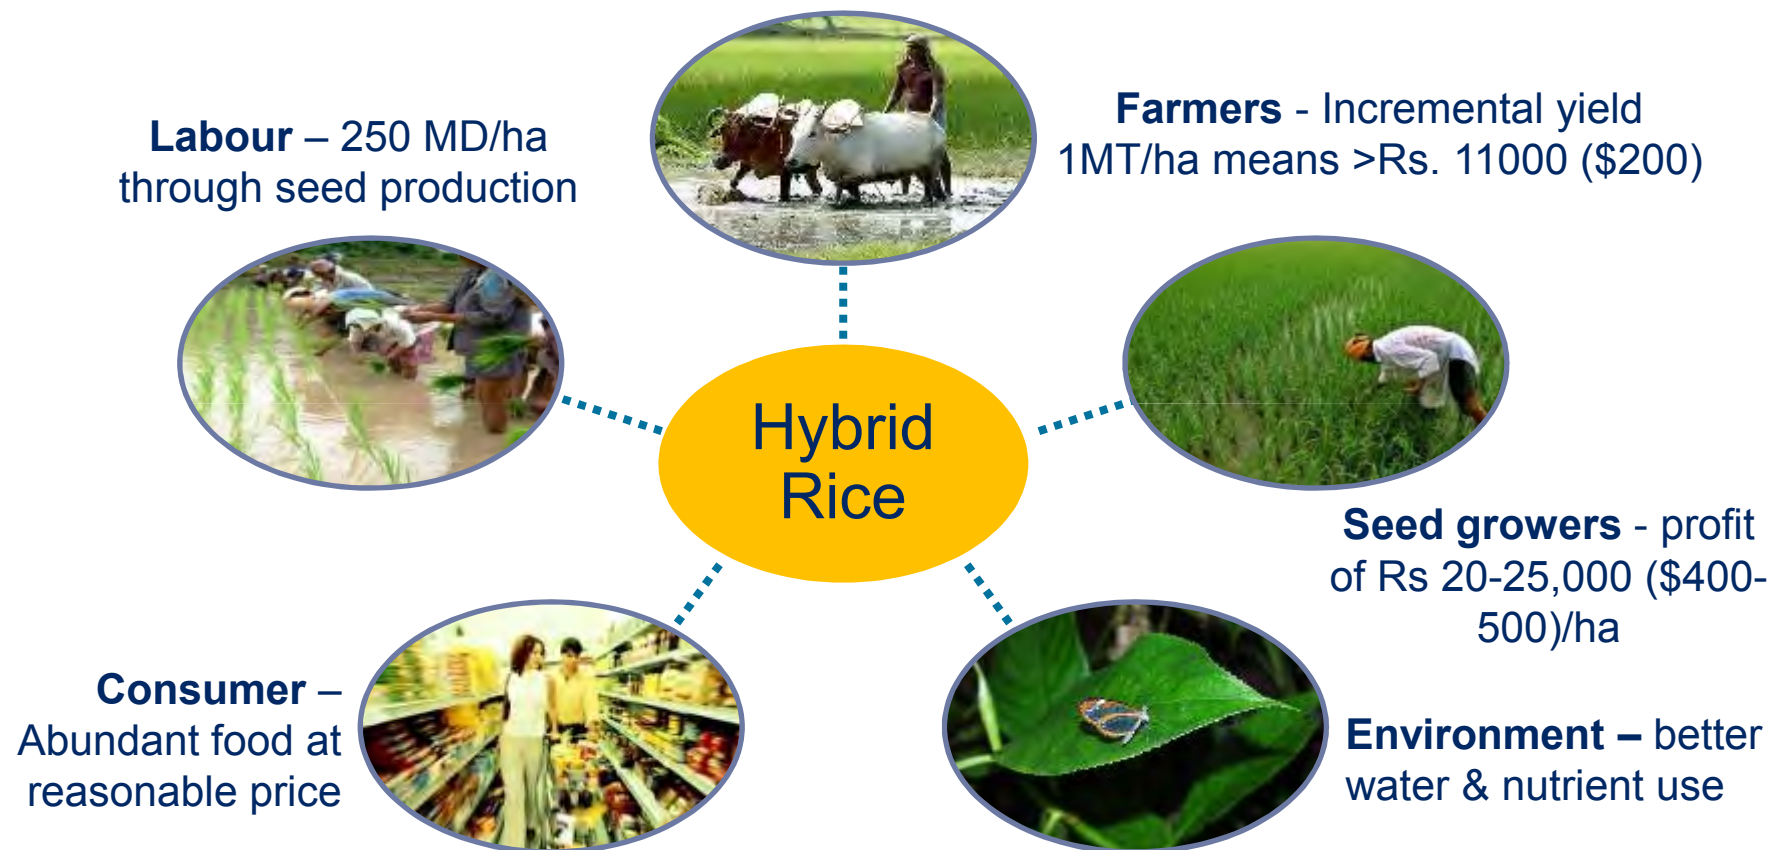 Farmers - Incremental yield
1MT/ha means >Rs. 11000 ($200)
Labour – 250 MD/ha
through seed production
Hybrid
Rice
Seed growers - profit
of Rs 20-25,000 ($400-
500)/ha
Consumer –
Abundant food at
reasonable price
Environment – better
water & nutrient use